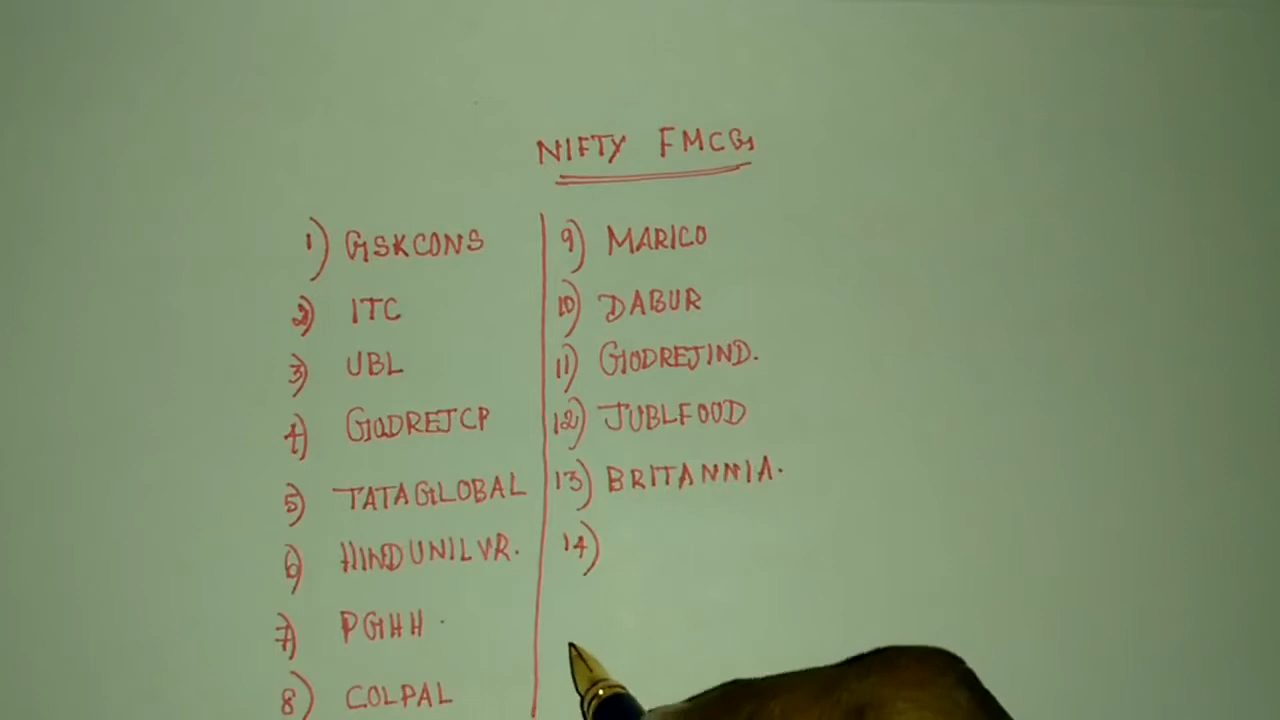 NIFTY FMCG
1) GSKCONS
2) ITC
3) UBL
4) GODREJCP
5) TATAGLOBAL
6) HINDUNILVR.
7) PGHH.
8) COLPAL
9) MARICO
10) DABUR
11) GODREJIND.
12) JUBLFOOD
13) BRITANNIA.
14)